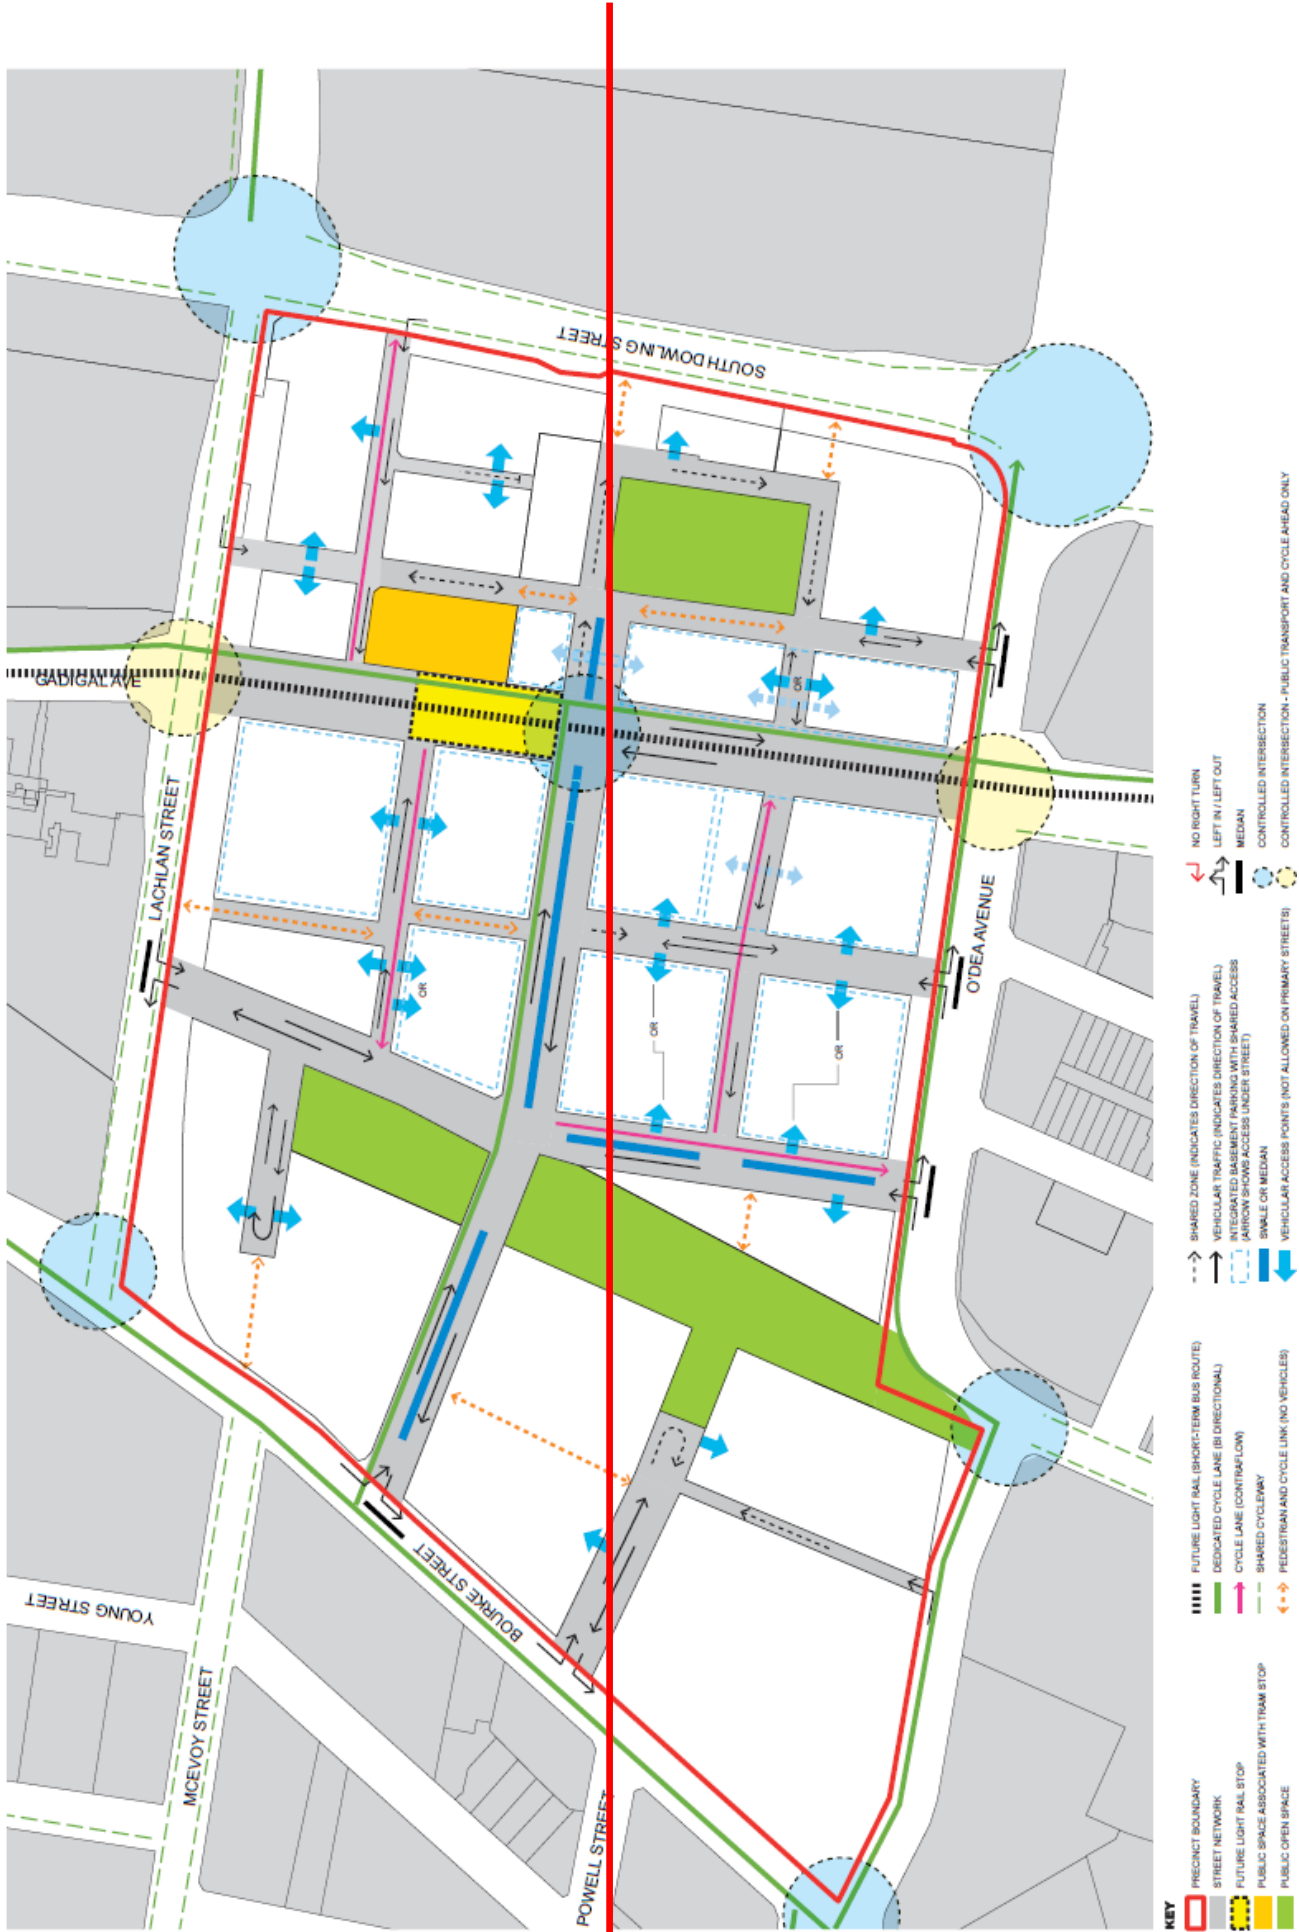 SOUTH DOWLING STREET
GADIGAL AVE
LACHLAN STREET
O'DEA AVENUE
OR
OR
OR
OR
BOURKE STREET
YOUNG STREET
MCEVOY STREET
POWELL STREET
KEY
PRECINCT BOUNDARY
STREET NETWORK
FUTURE LIGHT RAIL STOP
PUBLIC SPACE ASSOCIATED WITH TRAM STOP
PUBLIC OPEN SPACE
FUTURE LIGHT RAIL (SHORT-TERM BUS ROUTE)
DEDICATED CYCLE LANE (BI DIRECTIONAL)
CYCLE LANE (CONTRAFLOW)
SHARED CYCLEWAY
PEDESTRIAN AND CYCLE LINK (NO VEHICLES)
SHARED ZONE (INDICATES DIRECTION OF TRAVEL)
VEHICULAR TRAFFIC (INDICATES DIRECTION OF TRAVEL)
INTEGRATED BASEMENT PARKING WITH SHARED ACCESS
(ARROW SHOWS ACCESS UNDER STREET)
SWALE OR MEDIAN
VEHICULAR ACCESS POINTS (NOT ALLOWED ON PRIMARY STREETS)
NO RIGHT TURN
LEFT IN / LEFT OUT
MEDIAN
CONTROLLED INTERSECTION
CONTROLLED INTERSECTION - PUBLIC TRANSPORT AND CYCLE AHEAD ONLY